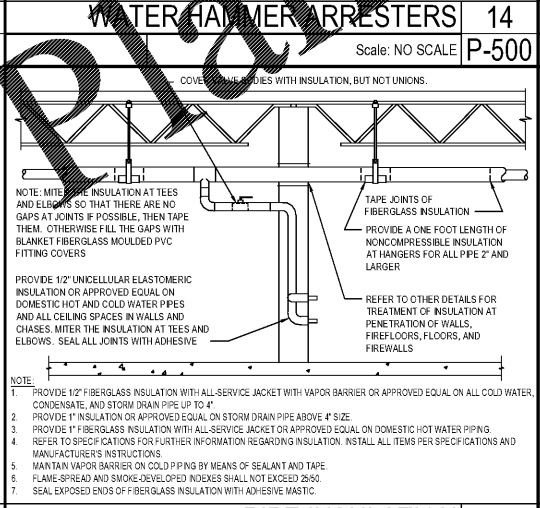 WATER HAMMER ARRESTERS 14
Scale: NO SCALE P-500
COVER VALVE BODIES WITH INSULATION, BUT NOT UNIONS.
NOTE: MITER THE INSULATION AT TEES
AND ELBOWS SO THAT THERE ARE NO
GAPS AT JOINTS IF POSSIBLE, THEN TAPE
THEM. OTHERWISE FILL THE GAPS WITH
BLANKET FIBERGLASS MOULDED PVC
FITTING COVERS
TAPE JOINTS OF
FIBERGLASS INSULATION
PROVIDE A ONE FOOT LENGTH OF
NONCOMPRESSIBLE INSULATION
AT HANGERS FOR ALL PIPE 2" AND
LARGER
PROVIDE 1/2" UNICELLULAR ELASTOMERIC
INSULATION OR APPROVED EQUAL ON
DOMESTIC HOT AND COLD WATER PIPES
AND ALL CEILING SPACES IN WALLS AND
CHASES. MITER THE INSULATION AT TEES AND
ELBOWS. SEAL ALL JOINTS WITH ADHESIVE
REFER TO OTHER DETAILS FOR
TREATMENT OF INSULATION AT
PENETRATION OF WALLS,
FIREFLOORS, FLOORS, AND
FIREWALLS
NOTE:
1. PROVIDE 1/2" FIBERGLASS INSULATION WITH ALL-SERVICE JACKET WITH VAPOR BARRIER OR APPROVED EQUAL ON ALL COLD WATER,
CONDENSATE, AND STORM DRAIN PIPE UP TO 4".
2. PROVIDE 1" INSULATION OR APPROVED EQUAL ON STORM DRAIN PIPE ABOVE 4" SIZE.
3. PROVIDE 1" FIBERGLASS INSULATION WITH ALL-SERVICE JACKET OR APPROVED EQUAL ON DOMESTIC HOT WATER PIPING.
4. REFER TO SPECIFICATIONS FOR FURTHER INFORMATION REGARDING INSULATION. INSTALL ALL ITEMS PER SPECIFICATIONS AND
MANUFACTURER'S INSTRUCTIONS.
5. MAINTAIN VAPOR BARRIER ON COLD PIPING BY MEANS OF SEALANT AND TAPE.
6. FLAME-SPREAD AND SMOKE-DEVELOPED INDEXES SHALL NOT EXCEED 25/50.
7. SEAL EXPOSED ENDS OF FIBERGLASS INSULATION WITH ADHESIVE MASTIC.